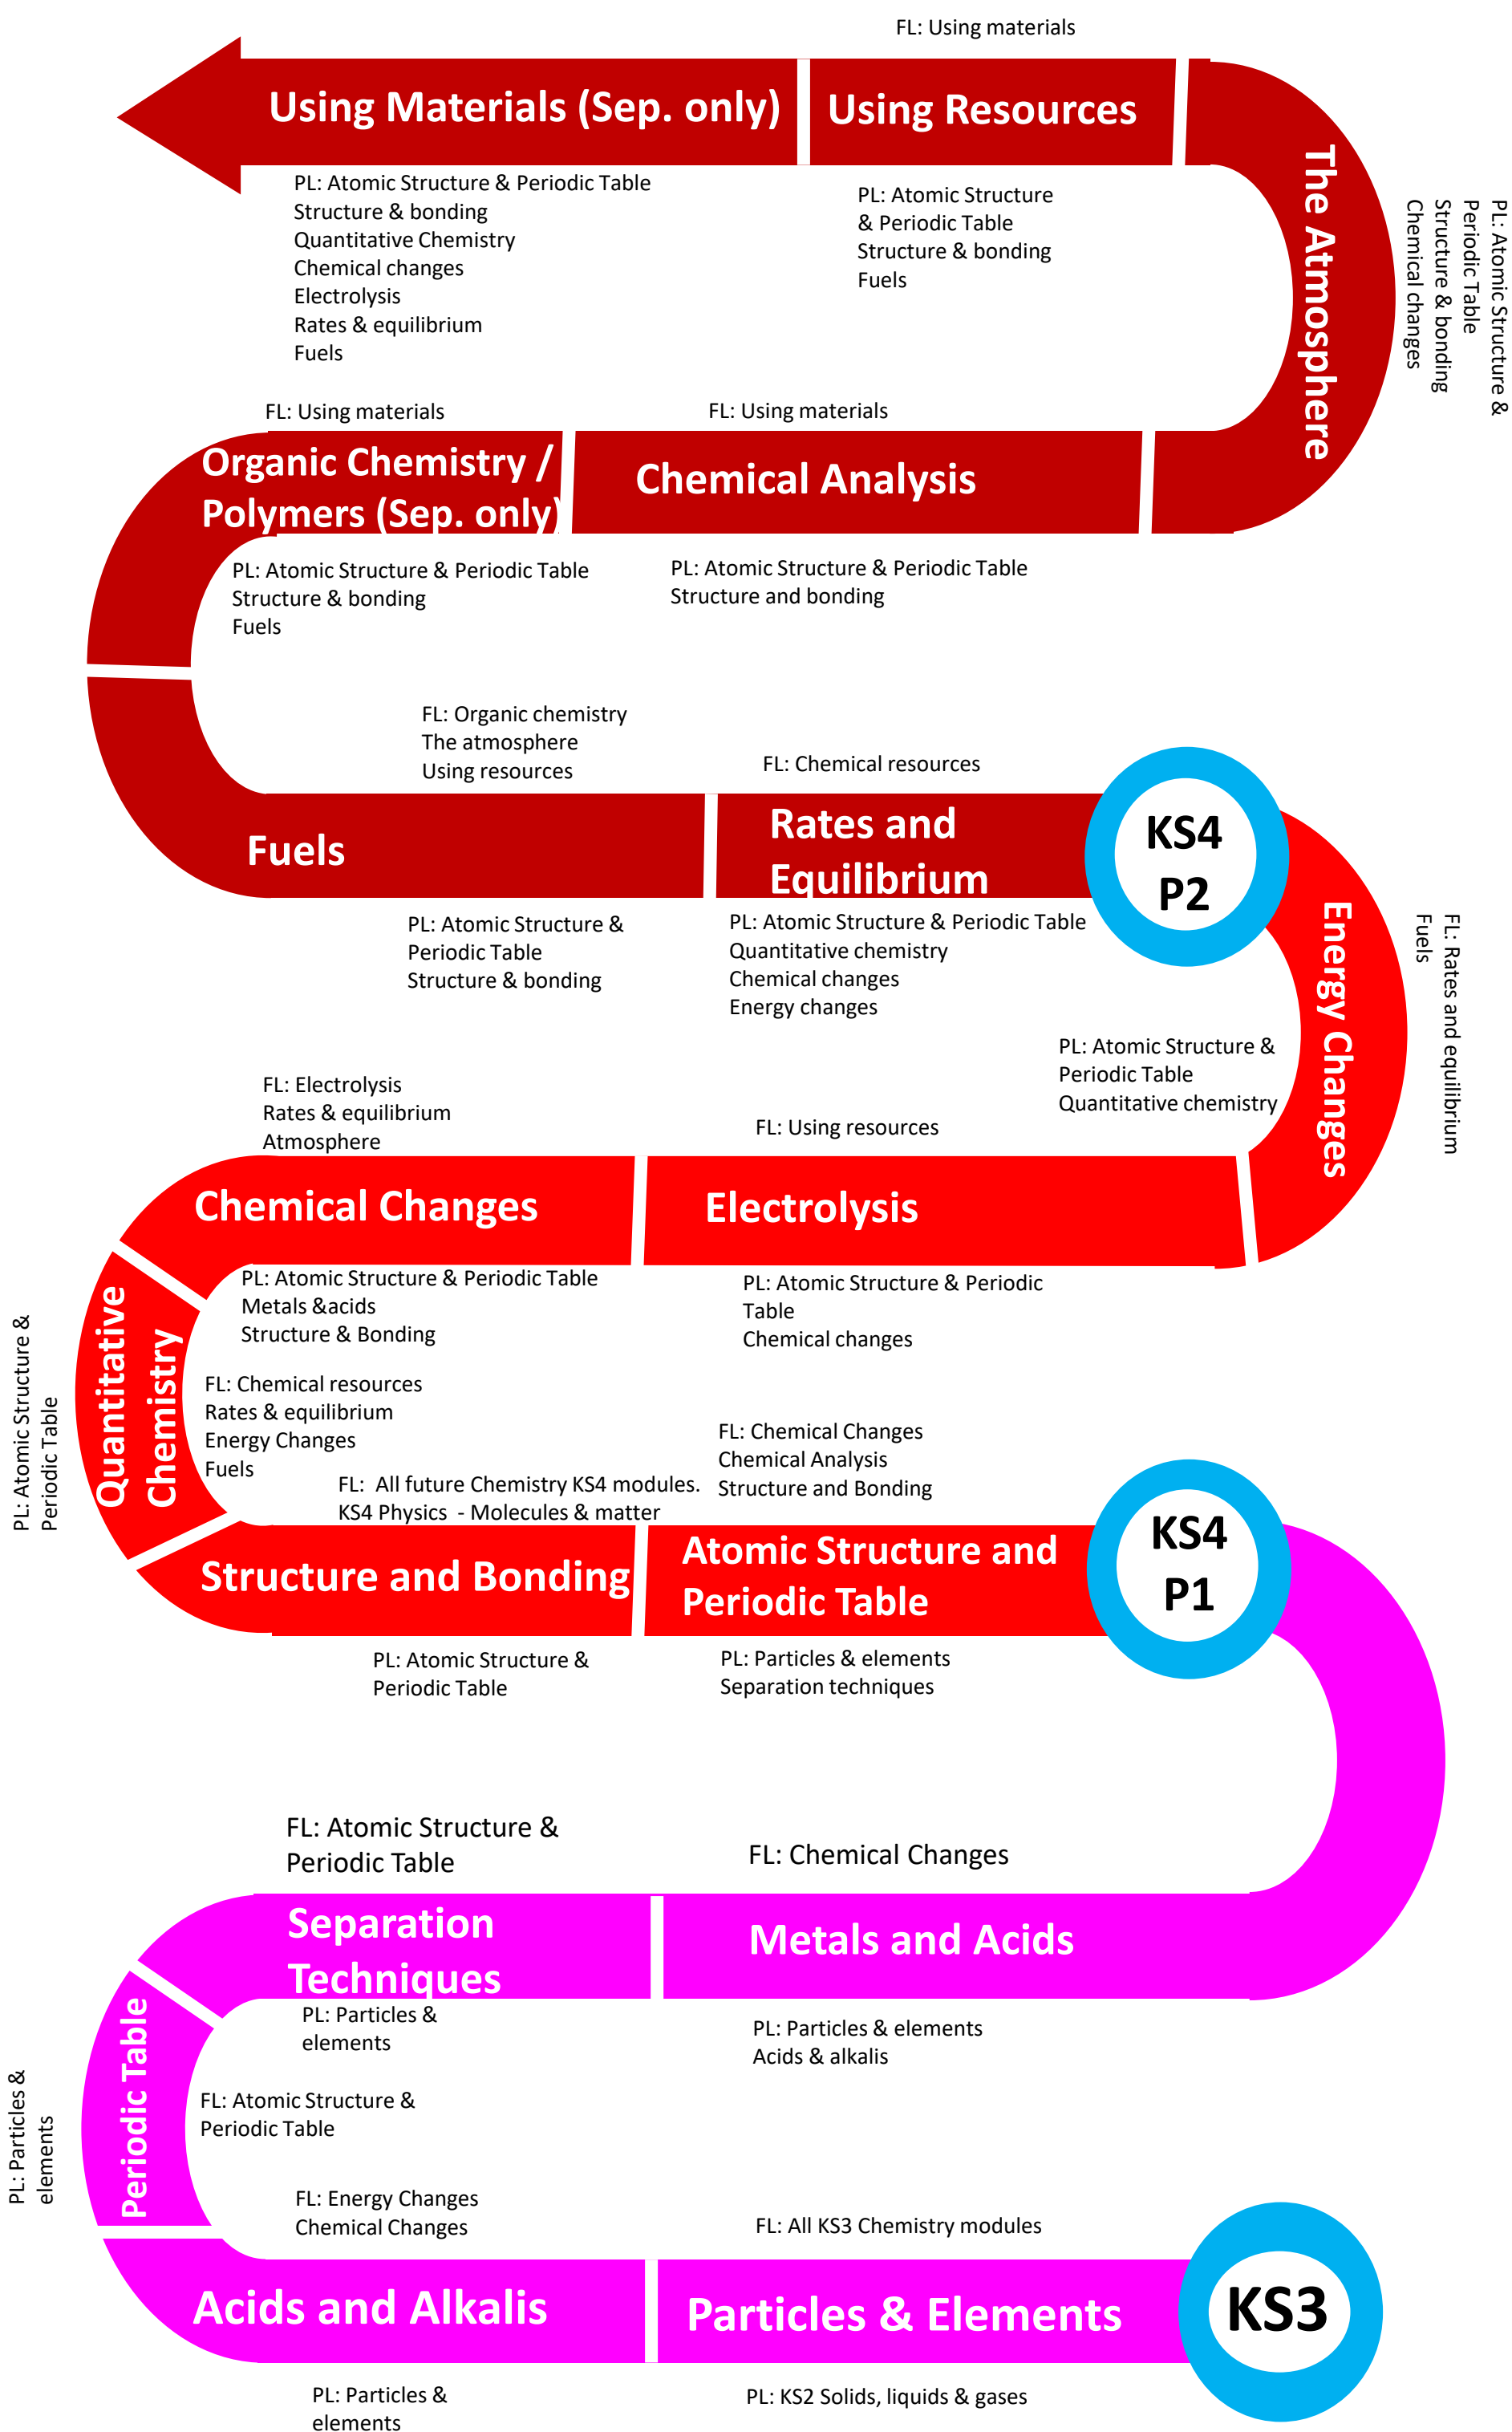 FL: Using materials
Using Materials (Sep. only)
Using Resources
The Atmosphere
PL: Atomic Structure & Periodic Table
Structure & bonding
Quantitative Chemistry
Chemical changes
Electrolysis
Rates & equilibrium
Fuels
PL: Atomic Structure
& Periodic Table
Structure & bonding
Fuels
PL: Atomic Structure &
Periodic Table
Structure & bonding
Chemical changes
FL: Using materials
FL: Using materials
Organic Chemistry /
Polymers (Sep. only)
Chemical Analysis
PL: Atomic Structure & Periodic Table
Structure & bonding
Fuels
PL: Atomic Structure & Periodic Table
Structure and bonding
FL: Organic chemistry
The atmosphere
Using resources
FL: Chemical resources
Fuels
Rates and
Equilibrium
KS4
P2
Energy Changes
FL: Rates and equilibrium
Fuels
PL: Atomic Structure &
Periodic Table
Structure & bonding
PL: Atomic Structure & Periodic Table
Quantitative chemistry
Chemical changes
Energy changes
PL: Atomic Structure &
Periodic Table
Quantitative chemistry
FL: Electrolysis
Rates & equilibrium
Atmosphere
FL: Using resources
Chemical Changes
Electrolysis
PL: Atomic Structure & Periodic Table
Metals &acids
Structure & Bonding
PL: Atomic Structure & Periodic
Table
Chemical changes
PL: Atomic Structure &
Periodic Table
Quantitative
Chemistry
FL: Chemical resources
Rates & equilibrium
Energy Changes
Fuels
FL:  All future Chemistry KS4 modules.
KS4 Physics  - Molecules & matter
FL: Chemical Changes
Chemical Analysis
Structure and Bonding
Structure and Bonding
Atomic Structure and
Periodic Table
KS4
P1
PL: Atomic Structure &
Periodic Table
PL: Particles & elements
Separation techniques
FL: Atomic Structure &
Periodic Table
FL: Chemical Changes
Separation
Techniques
Metals and Acids
PL: Particles &
elements
PL: Particles & elements
Acids & alkalis
PL: Particles &
elements
Periodic Table
FL: Atomic Structure &
Periodic Table
FL: Energy Changes
Chemical Changes
FL: All KS3 Chemistry modules
Acids and Alkalis
Particles & Elements
KS3
PL: Particles &
elements
PL: KS2 Solids, liquids & gases